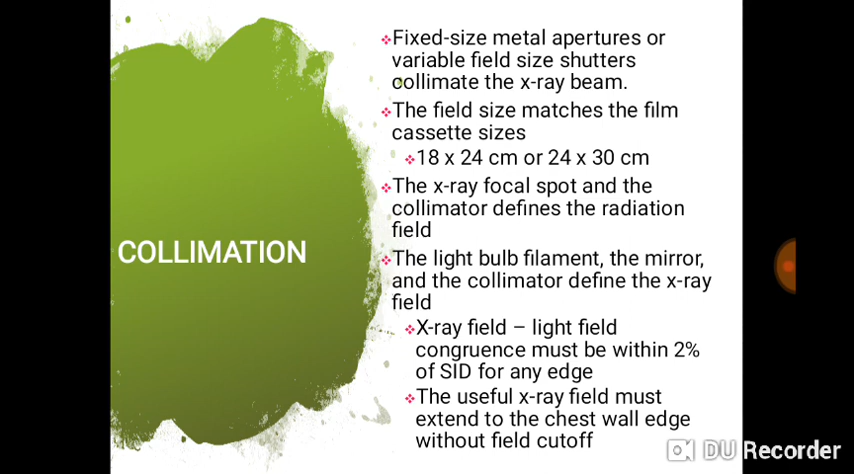 COLLIMATION
Fixed-size metal apertures or
variable field size shutters
collimate the x-ray beam.
The field size matches the film
cassette sizes
18 x 24 cm or 24 x 30 cm
The x-ray focal spot and the
collimator defines the radiation
field
The light bulb filament, the mirror,
and the collimator define the x-ray
field
X-ray field – light field
congruence must be within 2%
of SID for any edge
The useful x-ray field must
extend to the chest wall edge
without field cutoff
DU Recorder